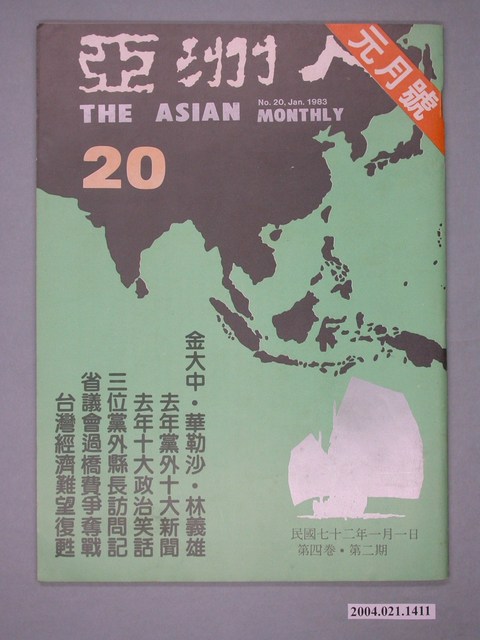 亞洲人
元月號
No. 20, Jan. 1983
THE ASIAN MONTHLY
20
金大中・華勒沙・林義雄
去年黨外十大新聞
去年十大政治笑話
三位黨外縣長訪問記
省議會過橋費爭奪戰
台灣經濟難望復甦
民國七十二年一月一日
第四卷・第二期
2004.021.1411